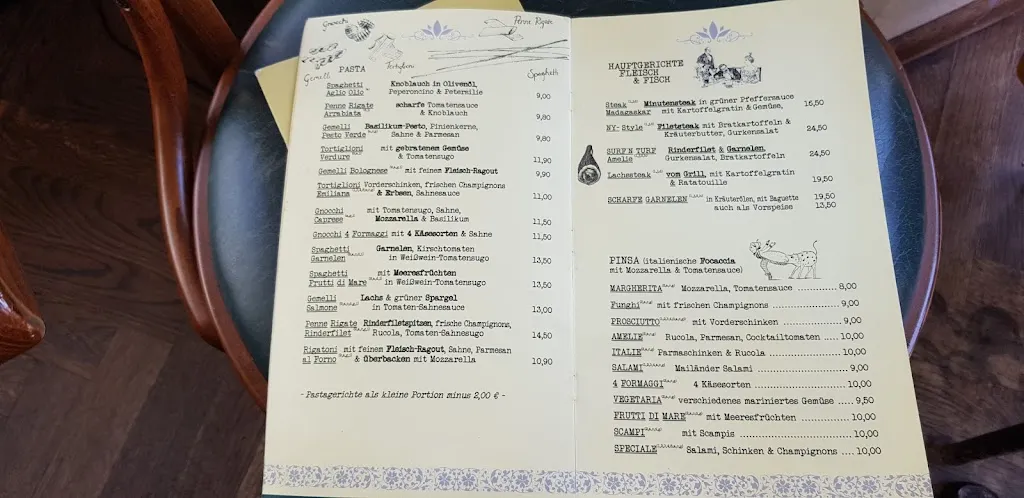 Gnocchi
Penne Rigate
Gemelli
Tortiglioni
Spaghetti
PASTA
Spaghetti Knoblauch in Olivenöl,
Aglio Olio Peperoncino & Petersilie 9,00
Penne Rigate scharfe Tomatensauce
Arrabiata & Knoblauch 9,80
Gemelli Basilikum-Pesto, Pinienkerne,
Pesto Verde Sahne & Parmesan 9,80
Tortiglioni mit gebratenem Gemüse
Verdure & Tomatensugo 11,90
Gemelli Bolognese mit feinem Fleisch-Ragout 9,90
Tortiglioni Vorderschinken, frischen Champignons
Emiliana & Erbsen, Sahnesauce 11,00
Gnocchi mit Tomatensugo, Sahne,
Caprese Mozzarella & Basilikum 11,50
Gnocchi 4 Formaggi mit 4 Käsesorten & Sahne 11,50
Spaghetti Garnelen, Kirschtomaten
Garnelen in Weißwein-Tomatensugo 13,50
Spaghetti mit Meeresfrüchten
Frutti di Mare in Weißwein-Tomatensugo 13,50
Gemelli Lachs & grüner Spargel
Salmone in Tomaten-Sahnesauce 13,00
Penne Rigate Rinderfiletspitzen, frische Champignons,
Rinderfilet Rucola, Tomaten-Sahnesugo 14,50
Rigatoni mit feinem Fleisch-Ragout, Sahne, Parmesan
al Forno & überbacken mit Mozzarella 10,90
- Pastagerichte als kleine Portion minus 2,00 € -
HAUPTGERICHTE
FLEISCH
& FISCH
Steak Minutensteak in grüner Pfeffersauce
Madagaskar mit Kartoffelgratin & Gemüse, 16,50
NY-Style Filetsteak mit Bratkartoffeln &
Kräuterbutter, Gurkensalat 24,50
SURF'N TURF Rinderfilet & Garnelen,
Amelie Gurkensalat, Bratkartoffeln 24,50
Lachssteak vom Grill, mit Kartoffelgratin
& Ratatouille 19,50
SCHARFE GARNELEN in Kräuteröl, mit Baguette 19,50
auch als Vorspeise 13,50
PINSA (italienische Focaccia
mit Mozzarella & Tomatensauce)
MARGHERITA Mozzarella, Tomatensauce 8,00
Funghi mit frischen Champignons 9,00
PROSCIUTTO mit Vorderschinken 9,00
AMELIE Rucola, Parmesan, Cocktailtomaten 10,00
ITALIE Parmaschinken & Rucola 10,00
SALAMI Mailänder Salami 9,00
4 FORMAGGI 4 Käsesorten 10,00
VEGETARIA verschiedenes mariniertes Gemüse 9,50
FRUTTI DI MARE mit Meeresfrüchten 10,00
SCAMPI mit Scampis 10,00
SPECIALE Salami, Schinken & Champignons 10,00